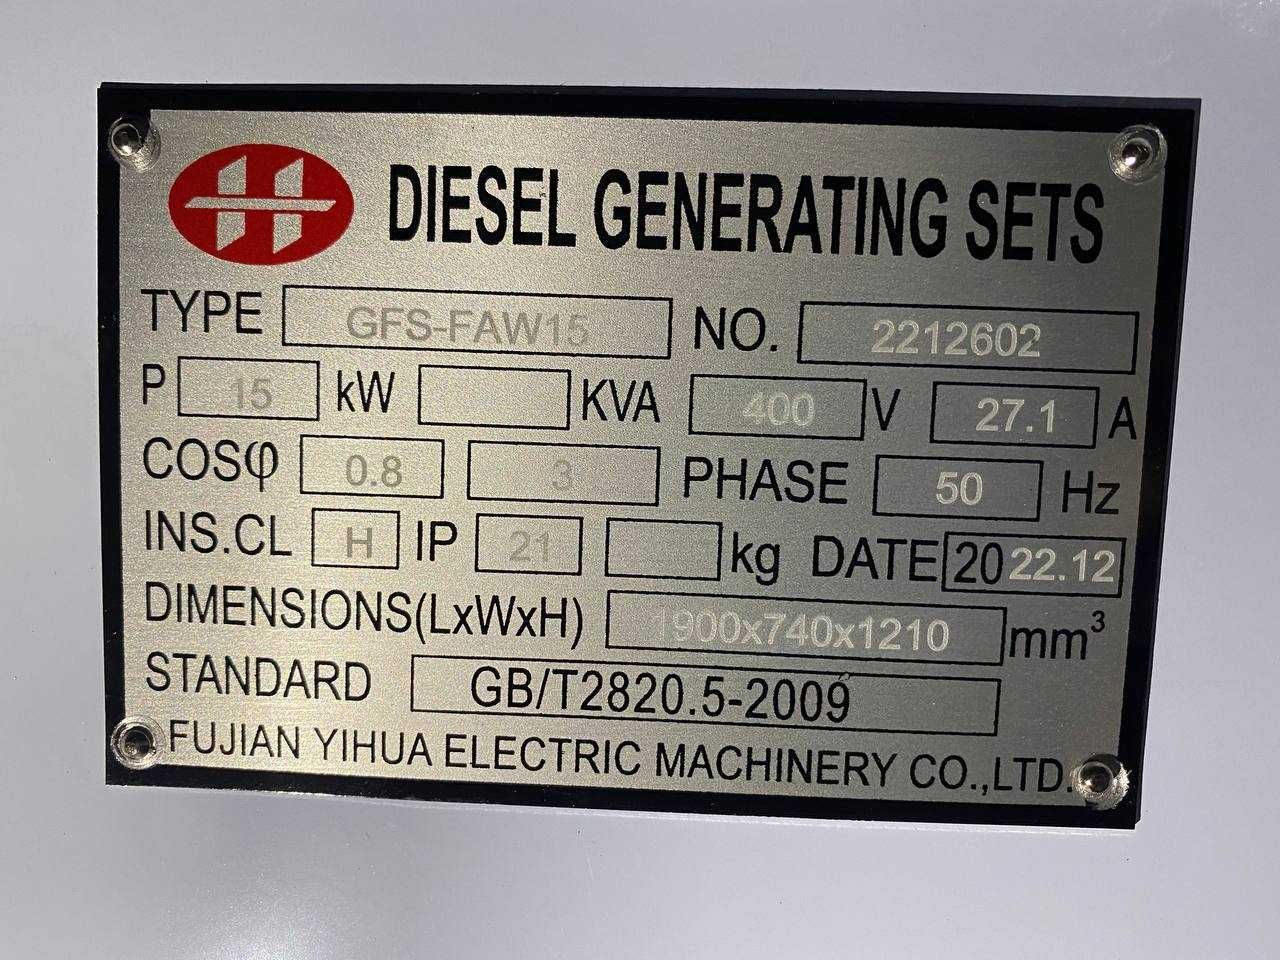 DIESEL GENERATING SETS
TYPE GFS-FAW15 NO. 2212602
P 15 kW KVA 400 V 27.1 A
COSφ 0.8 3 PHASE 50 Hz
INS.CL H IP 21 kg DATE 2022.12
DIMENSIONS(LxWxH) 1900x740x1210 mm³
STANDARD GB/T2820.5-2009
FUJIAN YIHUA ELECTRIC MACHINERY CO.,LTD.